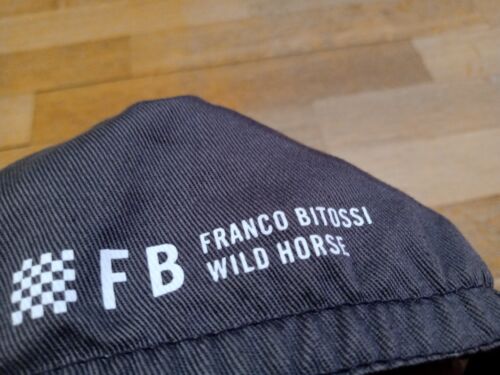 FB
FRANCO BITOSSI
WILD HORSE